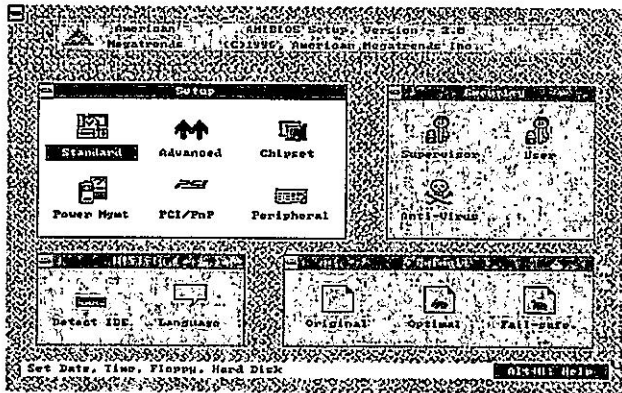 American AMIBIOS Setup, Version 2.0
Megatrends (C)1996, American Megatrends Inc.
Setup
Security
Standard Advanced Chipset
Supervisor User
Power Mgmt PCI/PnP Peripheral
Anti-Virus
Detect IDE Language
Original Optimal Fail-safe
Set Date, Time, Floppy, Hard Disk
Alt+H: Help